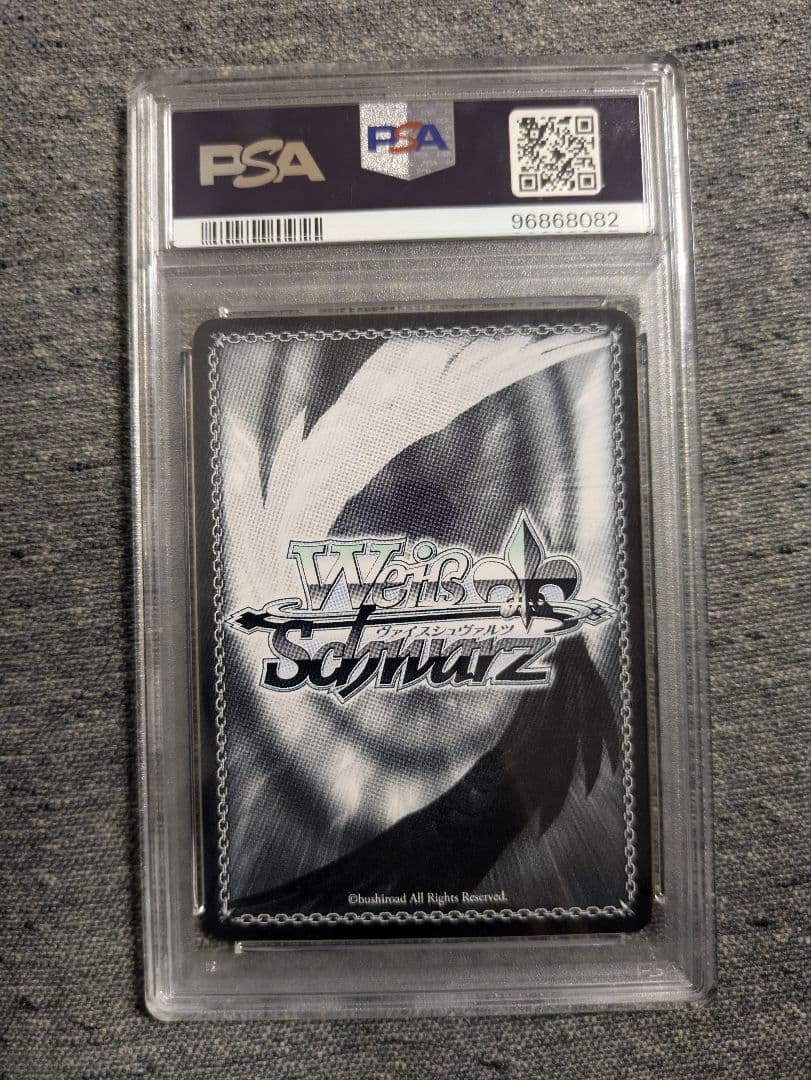 PSA
PSA
96868082
Weiß
ヴァイスシュヴァルツ
Schwarz
©bushiroad All Rights Reserved.